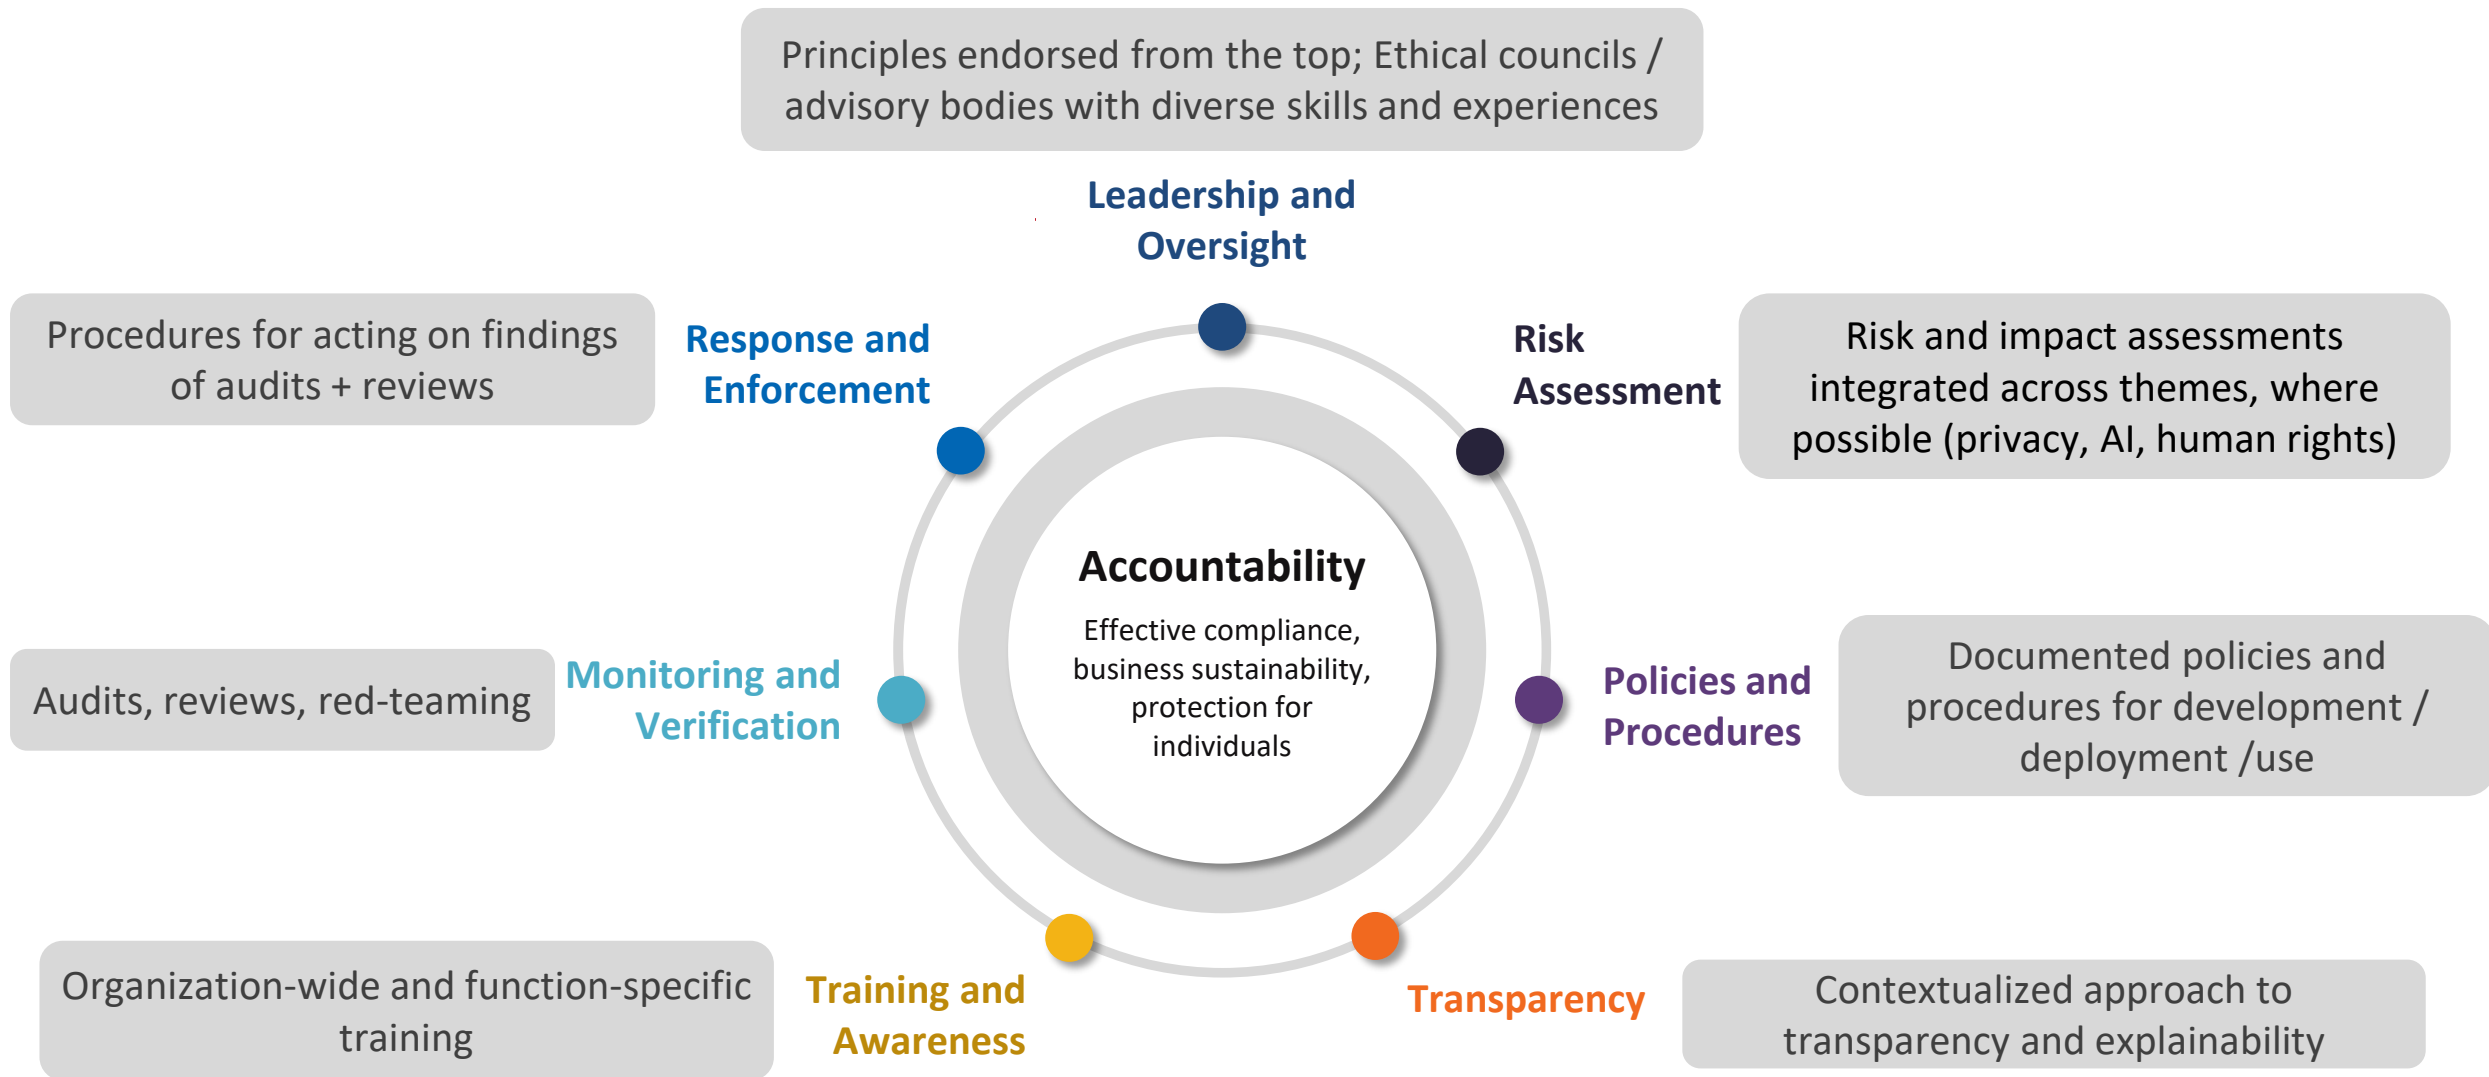 Principles endorsed from the top; Ethical councils /
advisory bodies with diverse skills and experiences
Leadership and
Oversight
Procedures for acting on findings
of audits + reviews
Response and
Enforcement
Risk
Assessment
Risk and impact assessments
integrated across themes, where
possible (privacy, AI, human rights)
Accountability
Effective compliance,
business sustainability,
protection for
individuals
Audits, reviews, red-teaming
Monitoring and
Verification
Policies and
Procedures
Documented policies and
procedures for development /
deployment /use
Organization-wide and function-specific
training
Training and
Awareness
Transparency
Contextualized approach to
transparency and explainability